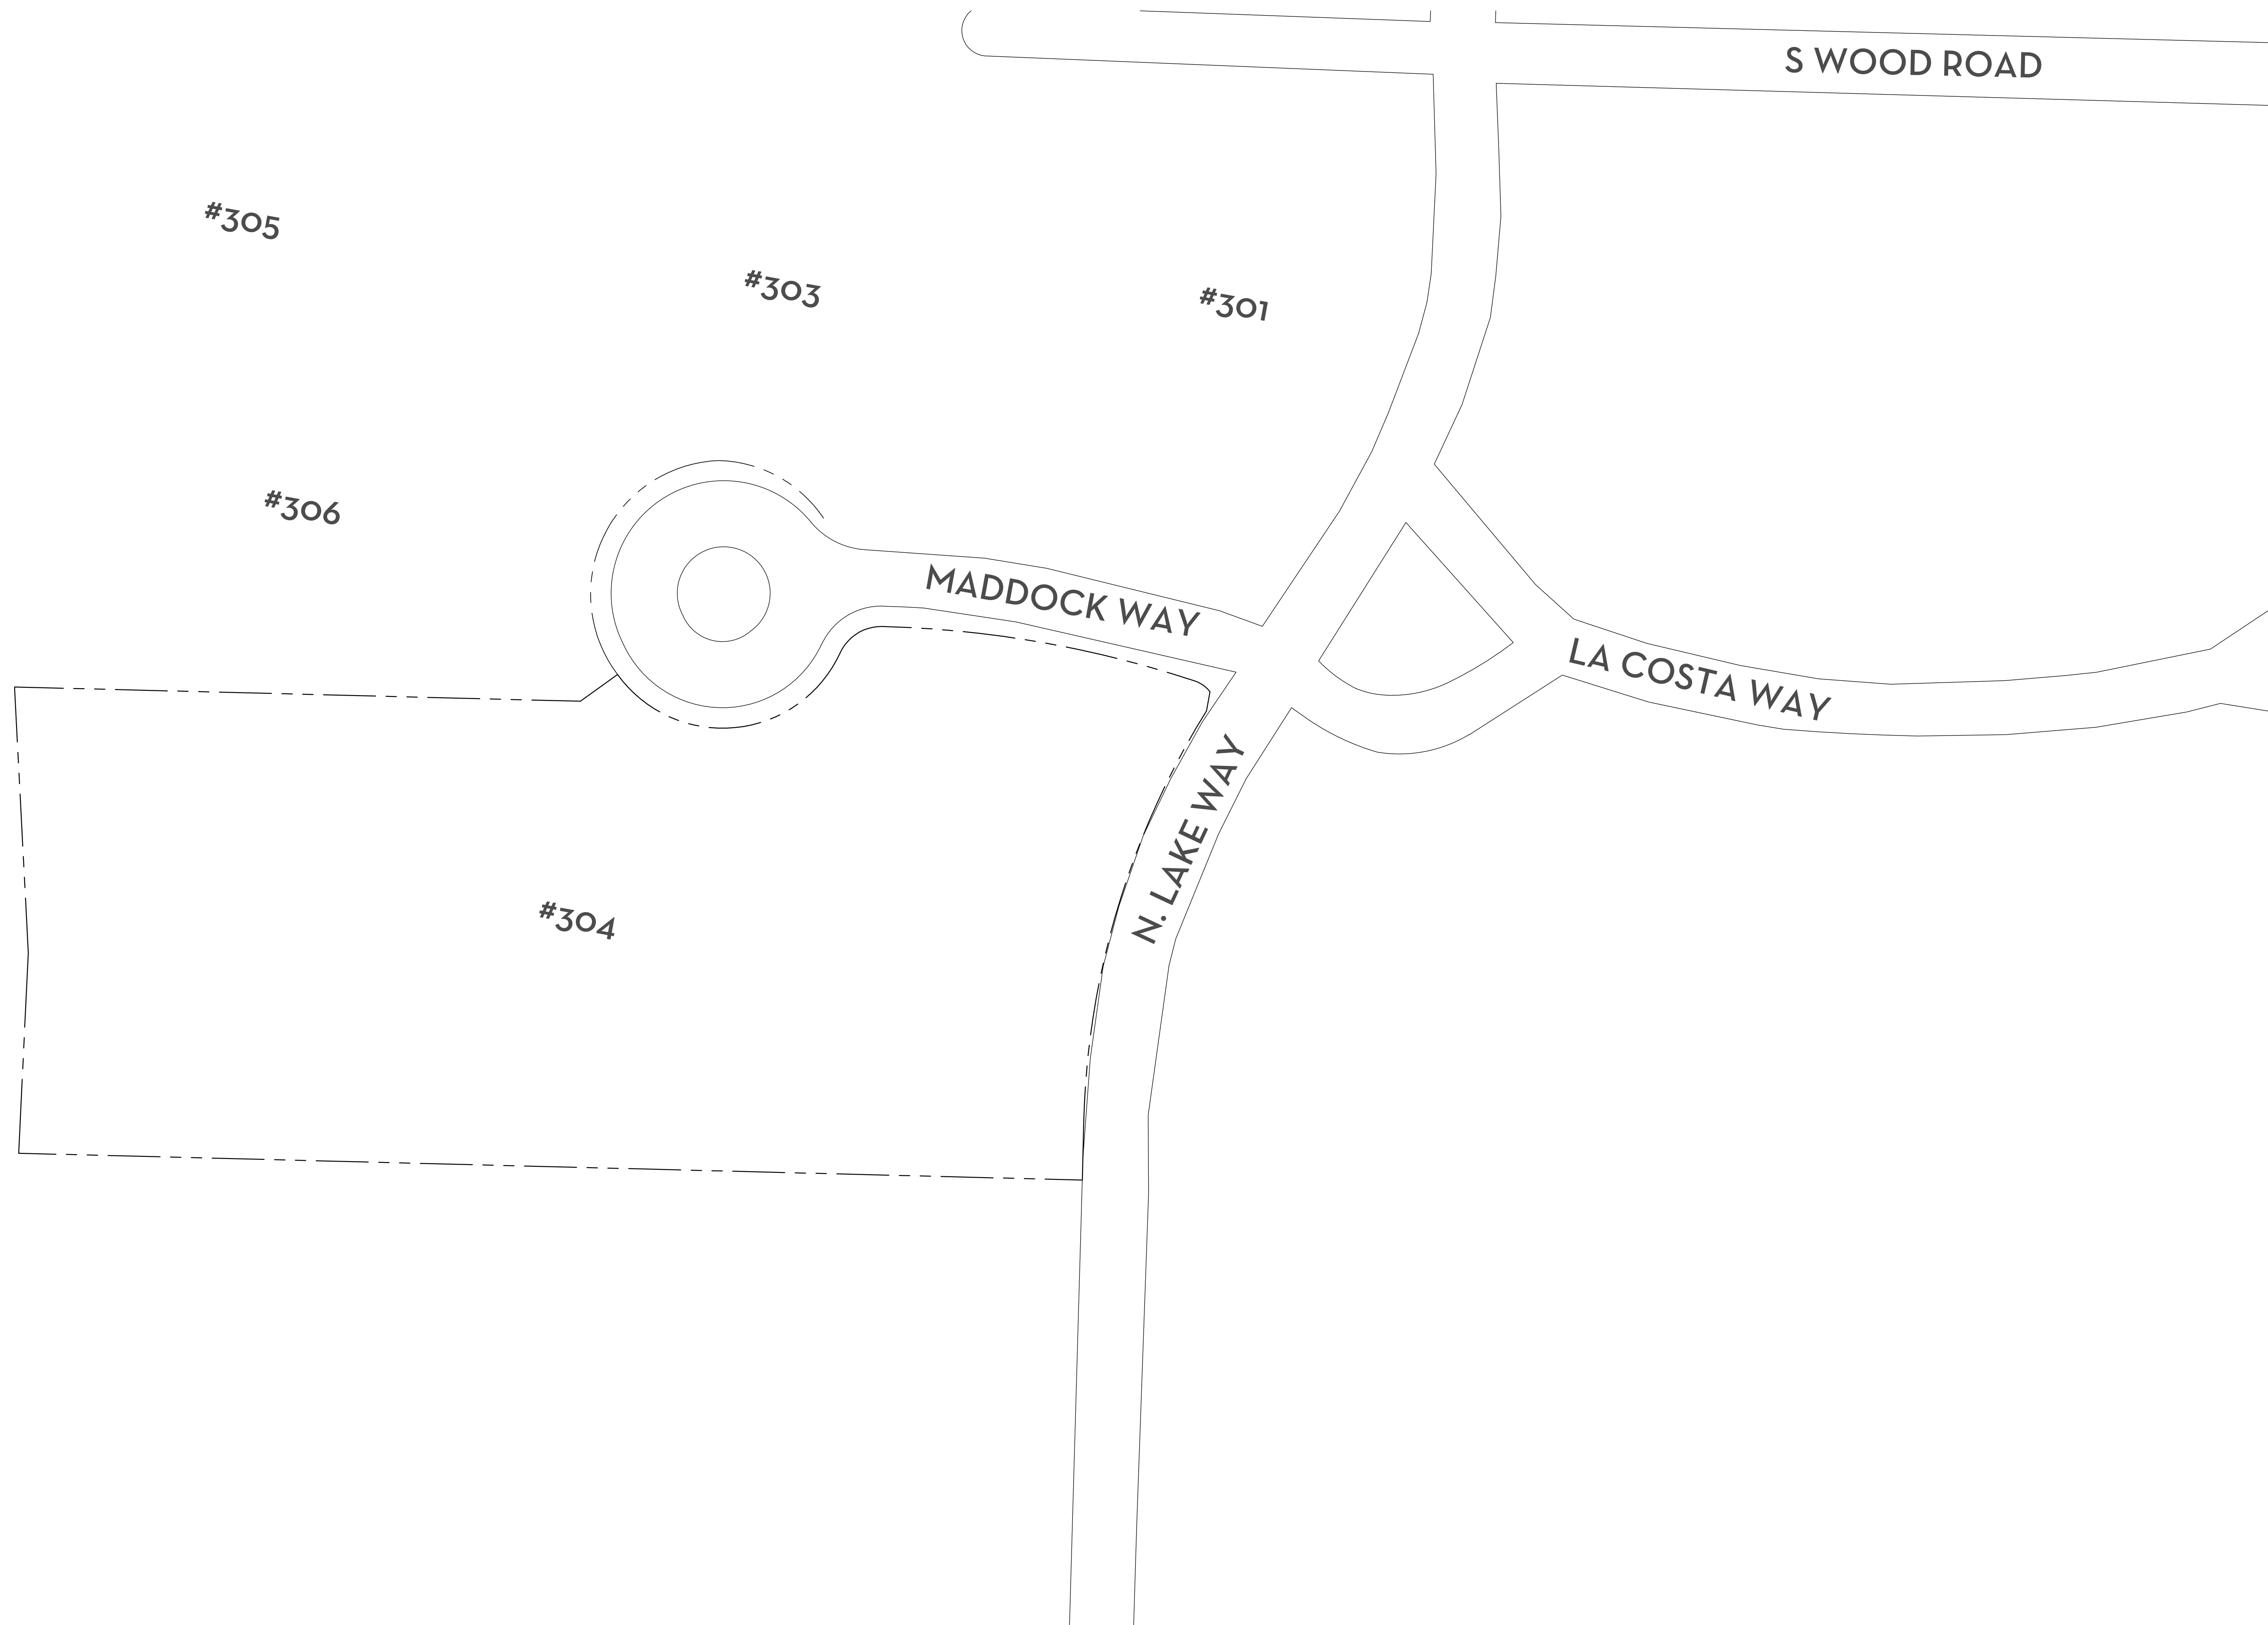 S WOOD ROAD
#305
#303
#301
#306
MADDOCK WAY
LA COSTA WAY
N. LAKE WAY
#304